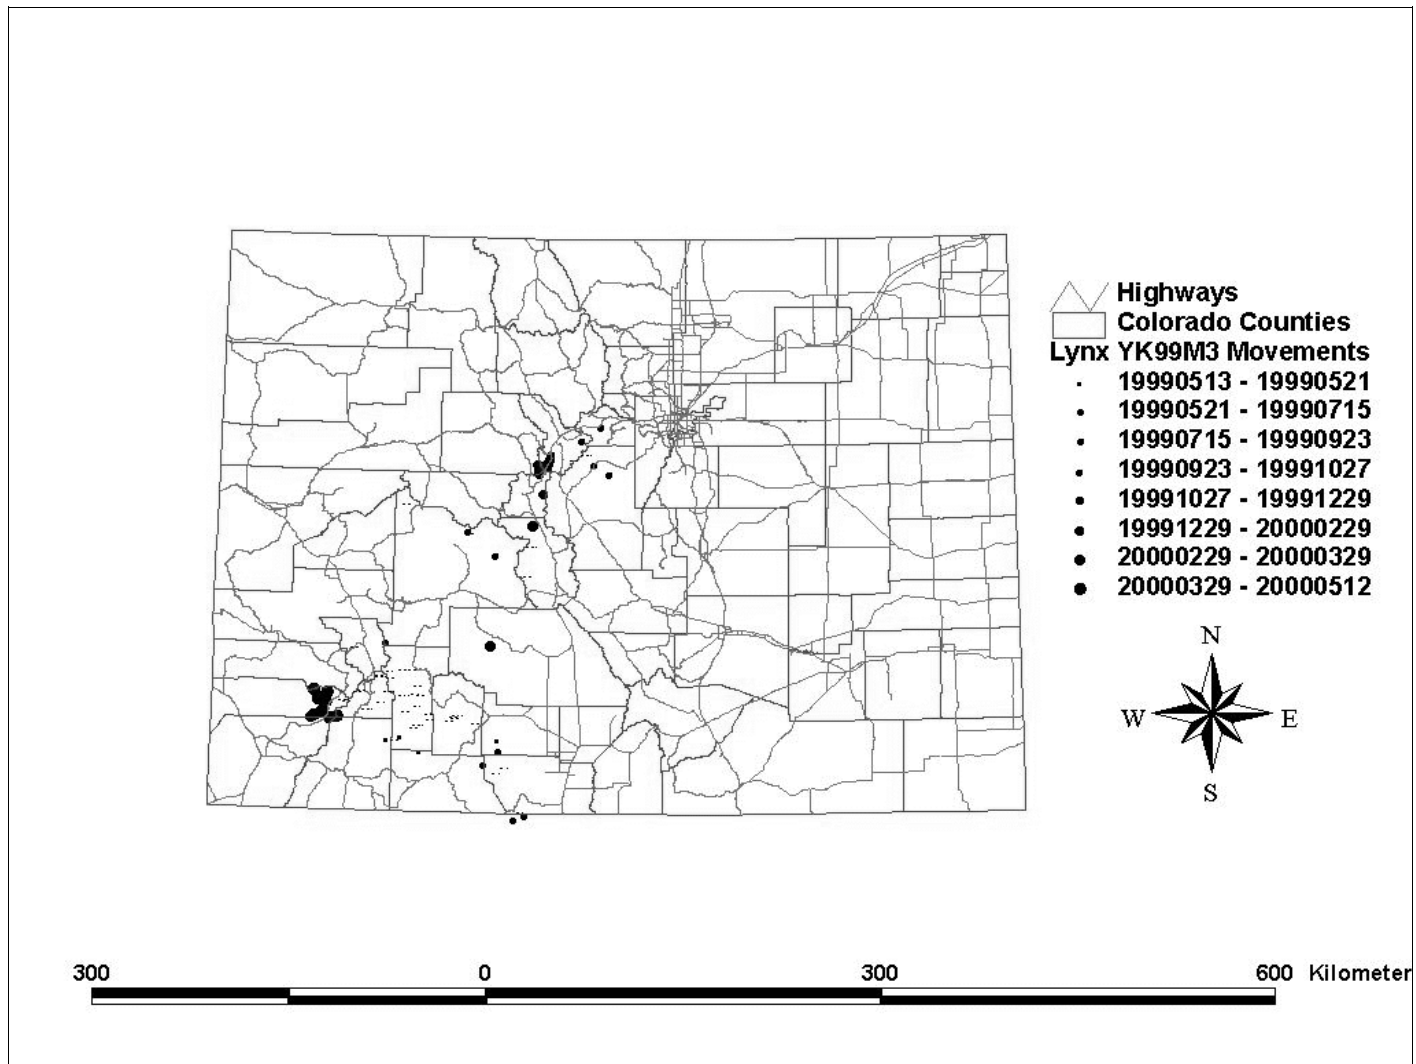 Highways
Colorado Counties
Lynx YK99M3 Movements
19990513 - 19990521
19990521 - 19990715
19990715 - 19990923
19990923 - 19991027
19991027 - 19991229
19991229 - 20000229
20000229 - 20000329
20000329 - 20000512
N
W E
S
300 0 300 600 Kilometer